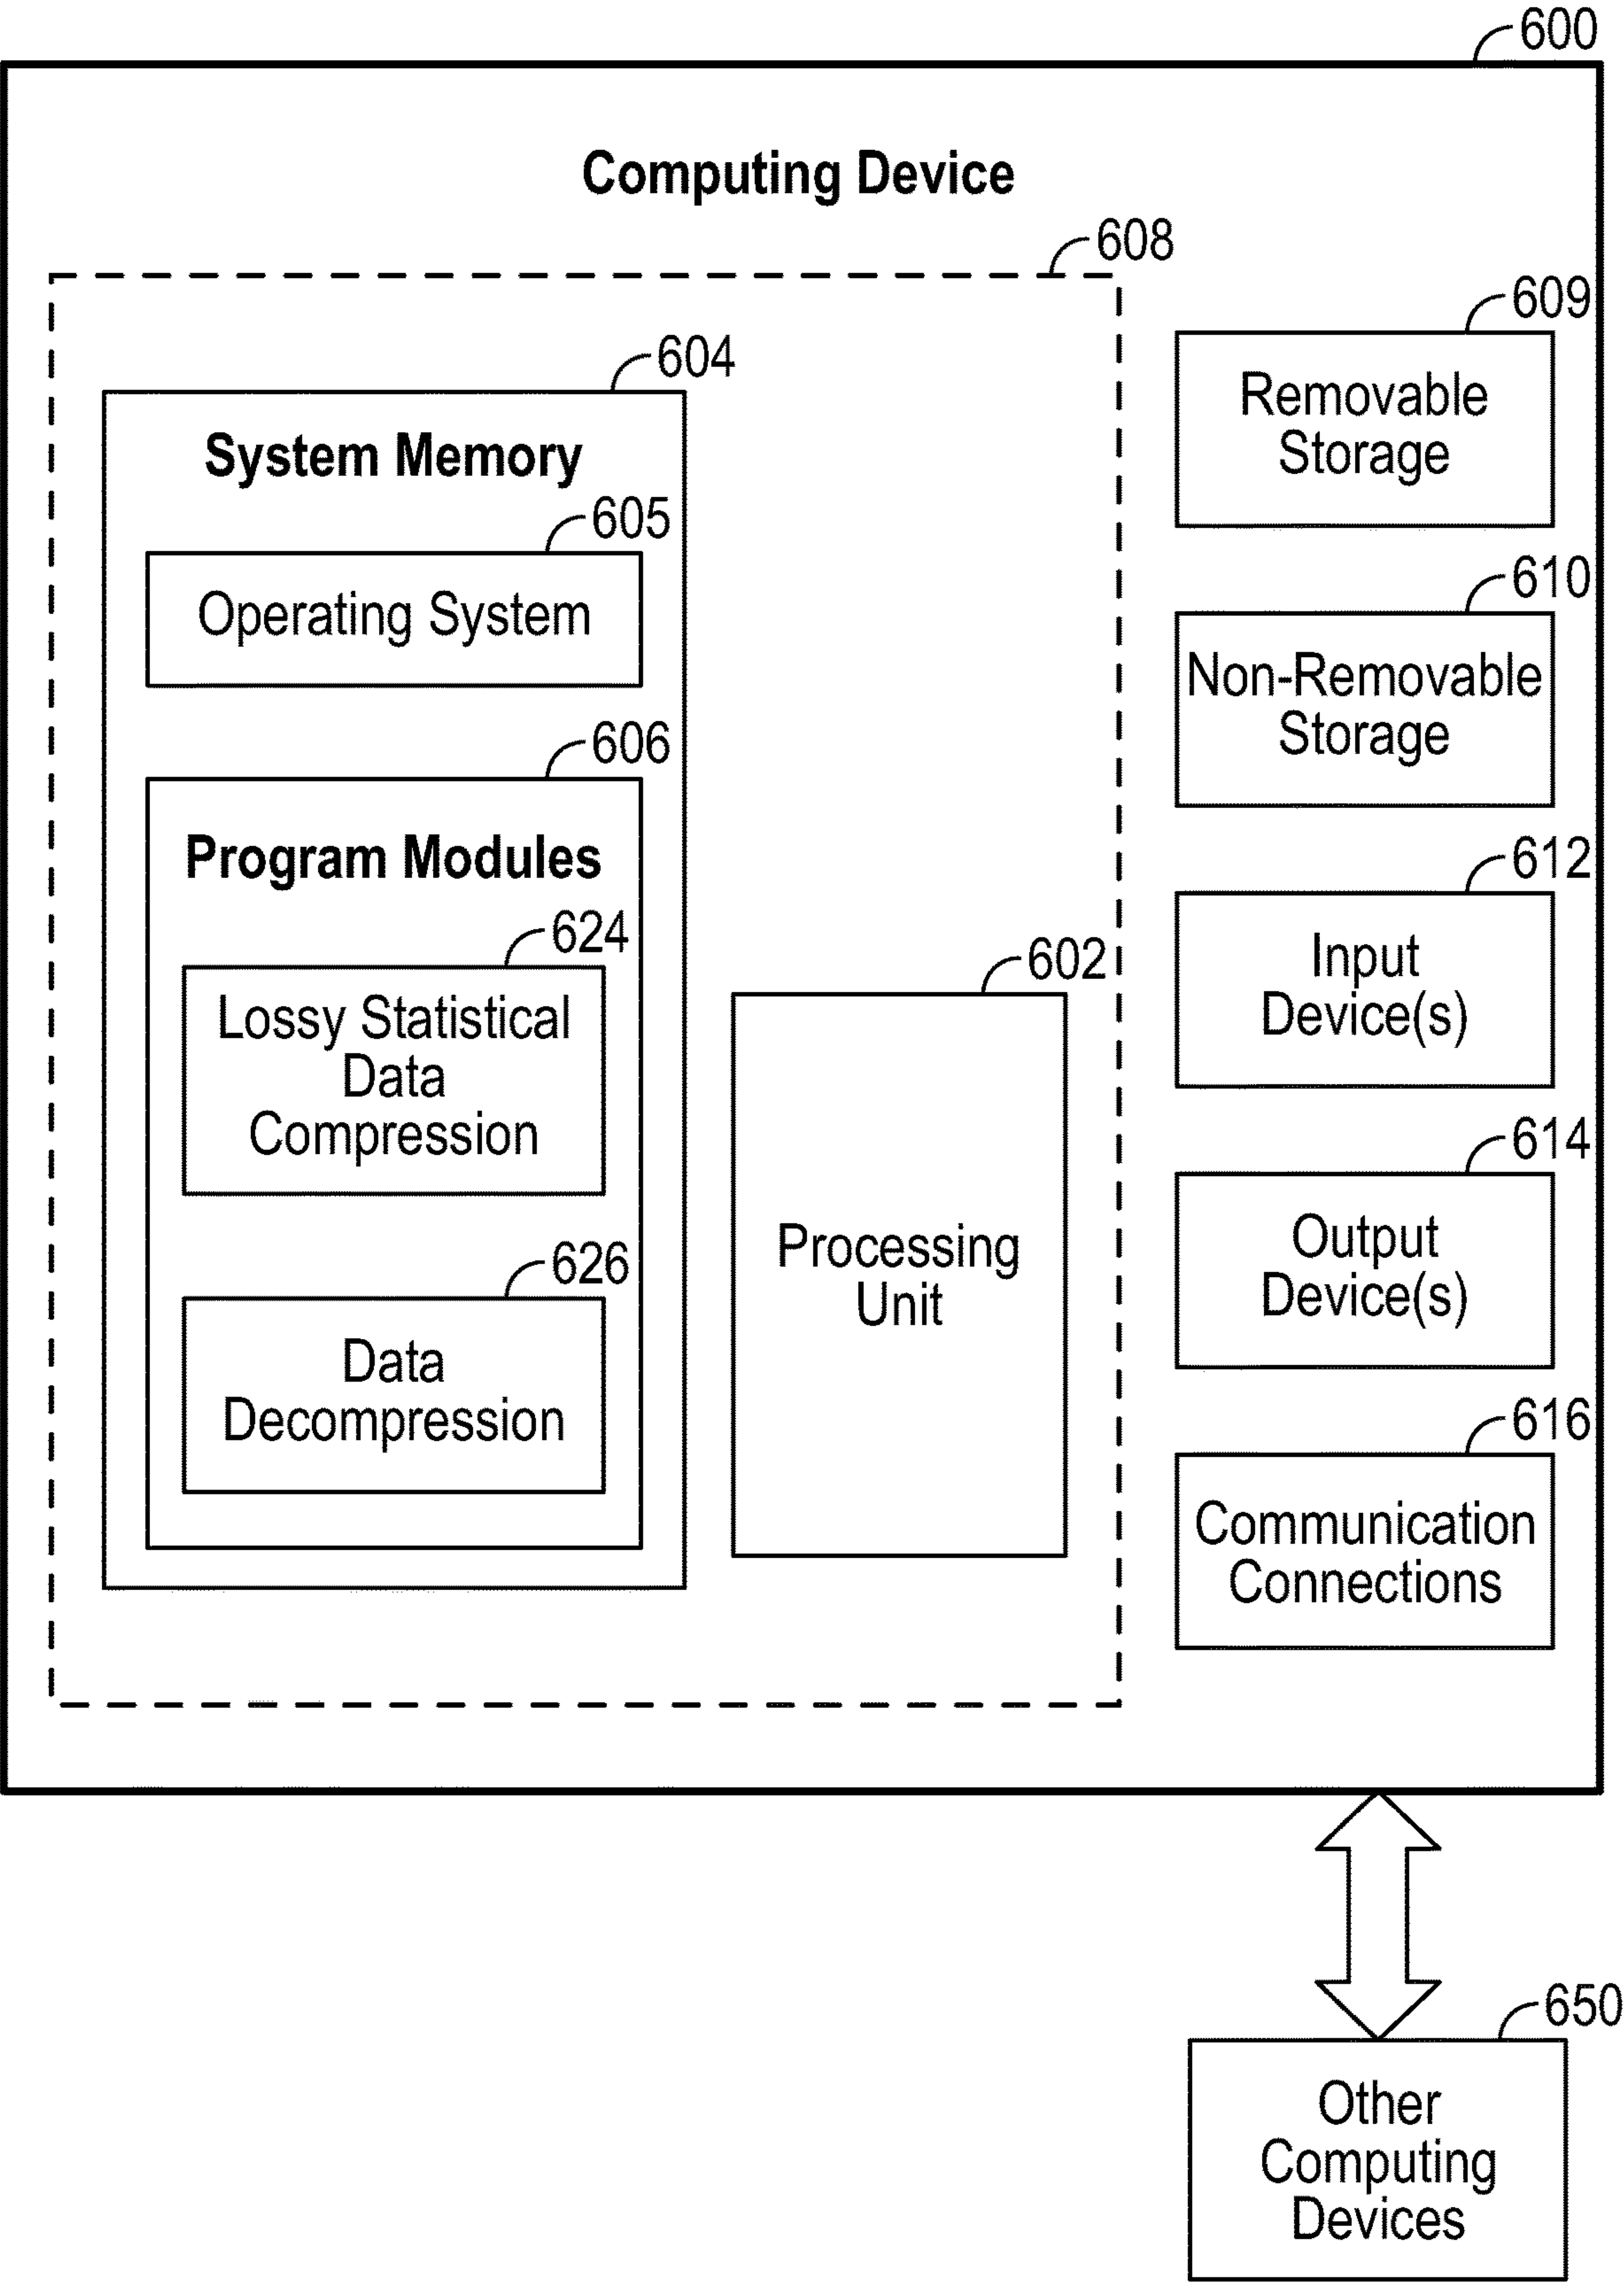 600
Computing Device
608
609
Removable
Storage
604
System Memory
605
Operating System
610
Non-Removable
Storage
606
Program Modules
612
Input
Device(s)
624
Lossy Statistical
Data
Compression
602
Processing
Unit
614
Output
Device(s)
626
Data
Decompression
616
Communication
Connections
650
Other
Computing
Devices